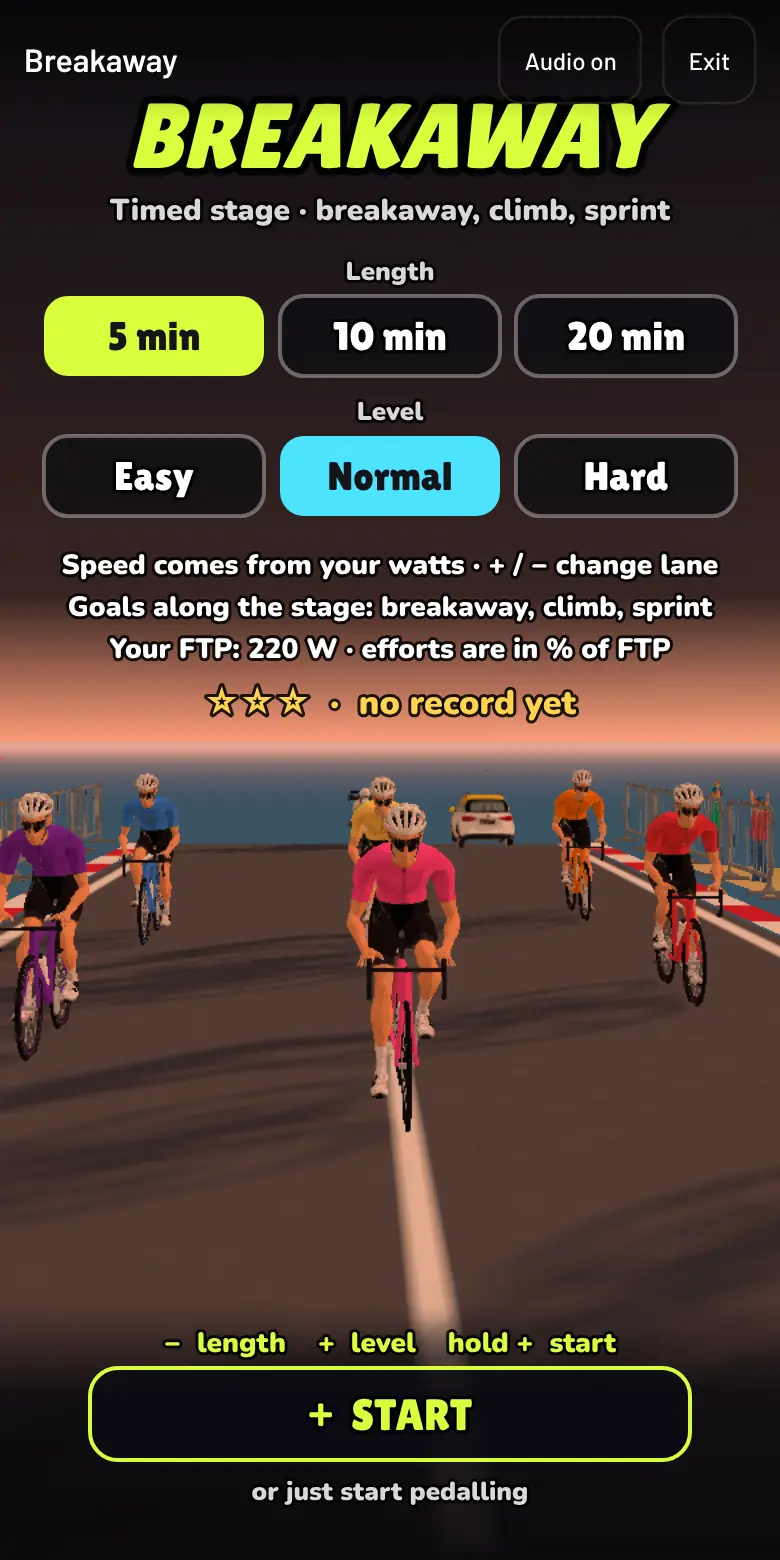 Breakaway
Audio on
Exit
BREAKAWAY
Timed stage · breakaway, climb, sprint
Length
5 min
10 min
20 min
Level
Easy
Normal
Hard
Speed comes from your watts · + / − change lane
Goals along the stage: breakaway, climb, sprint
Your FTP: 220 W · efforts are in % of FTP
☆☆☆ · no record yet
− length + level hold + start
+ START
or just start pedalling